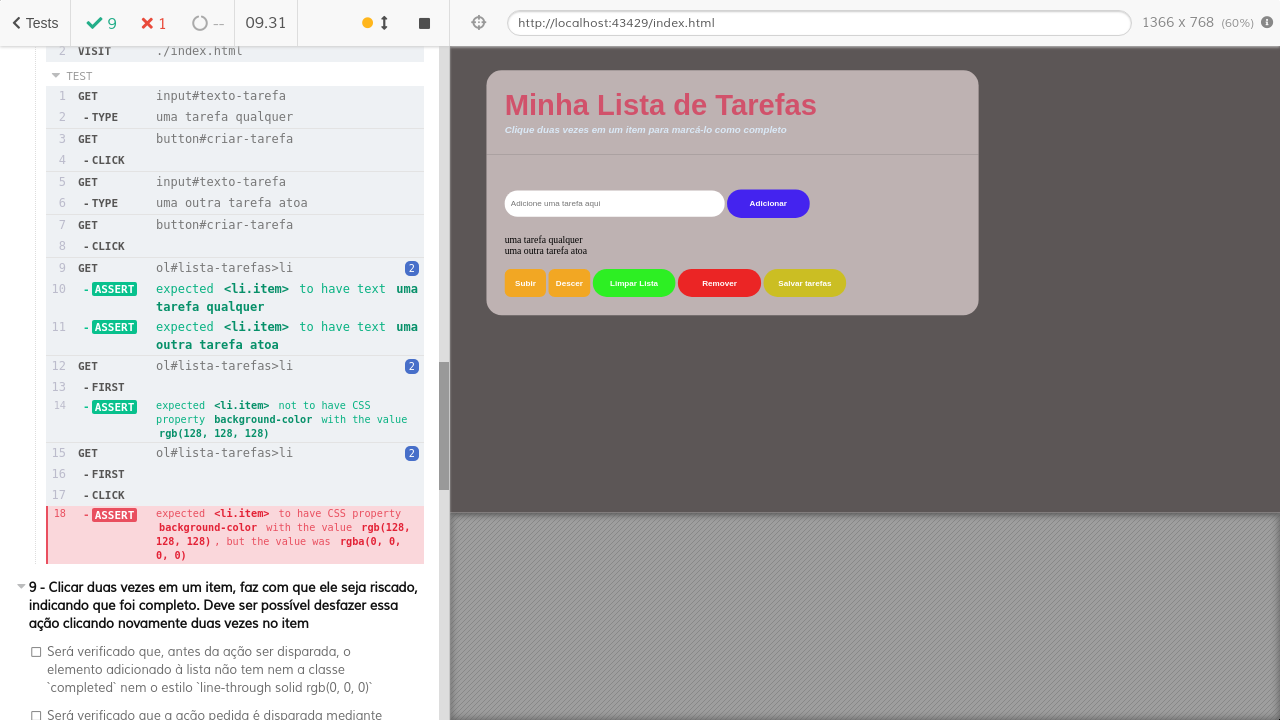 Tests
9
1
--
09.31
http://localhost:43429/index.html
1366 x 768 (60%)
2 VISIT ./index.html
TEST
1 GET input#texto-tarefa
2 -TYPE uma tarefa qualquer
3 GET button#criar-tarefa
4 -CLICK
5 GET input#texto-tarefa
6 -TYPE uma outra tarefa atoa
7 GET button#criar-tarefa
8 -CLICK
9 GET ol#lista-tarefas>li 2
10 -ASSERT expected <li.item> to have text uma
tarefa qualquer
11 -ASSERT expected <li.item> to have text uma
outra tarefa atoa
12 GET ol#lista-tarefas>li 2
13 -FIRST
14 -ASSERT expected <li.item> not to have CSS
property background-color with the value
rgb(128, 128, 128)
15 GET ol#lista-tarefas>li 2
16 -FIRST
17 -CLICK
18 -ASSERT expected <li.item> to have CSS property
background-color with the value rgb(128,
128, 128), but the value was rgba(0, 0,
0, 0)
9 - Clicar duas vezes em um item, faz com que ele seja riscado,
indicando que foi completo. Deve ser possível desfazer essa
ação clicando novamente duas vezes no item
Será verificado que, antes da ação ser disparada, o
elemento adicionado à lista não tem nem a classe
`completed` nem o estilo `line-through solid rgb(0, 0, 0)`
Será verificado que a ação pedida é disparada mediante
Minha Lista de Tarefas
Clique duas vezes em um item para marcá-lo como completo
Adicione uma tarefa aqui
Adicionar
uma tarefa qualquer
uma outra tarefa atoa
Subir
Descer
Limpar Lista
Remover
Salvar tarefas